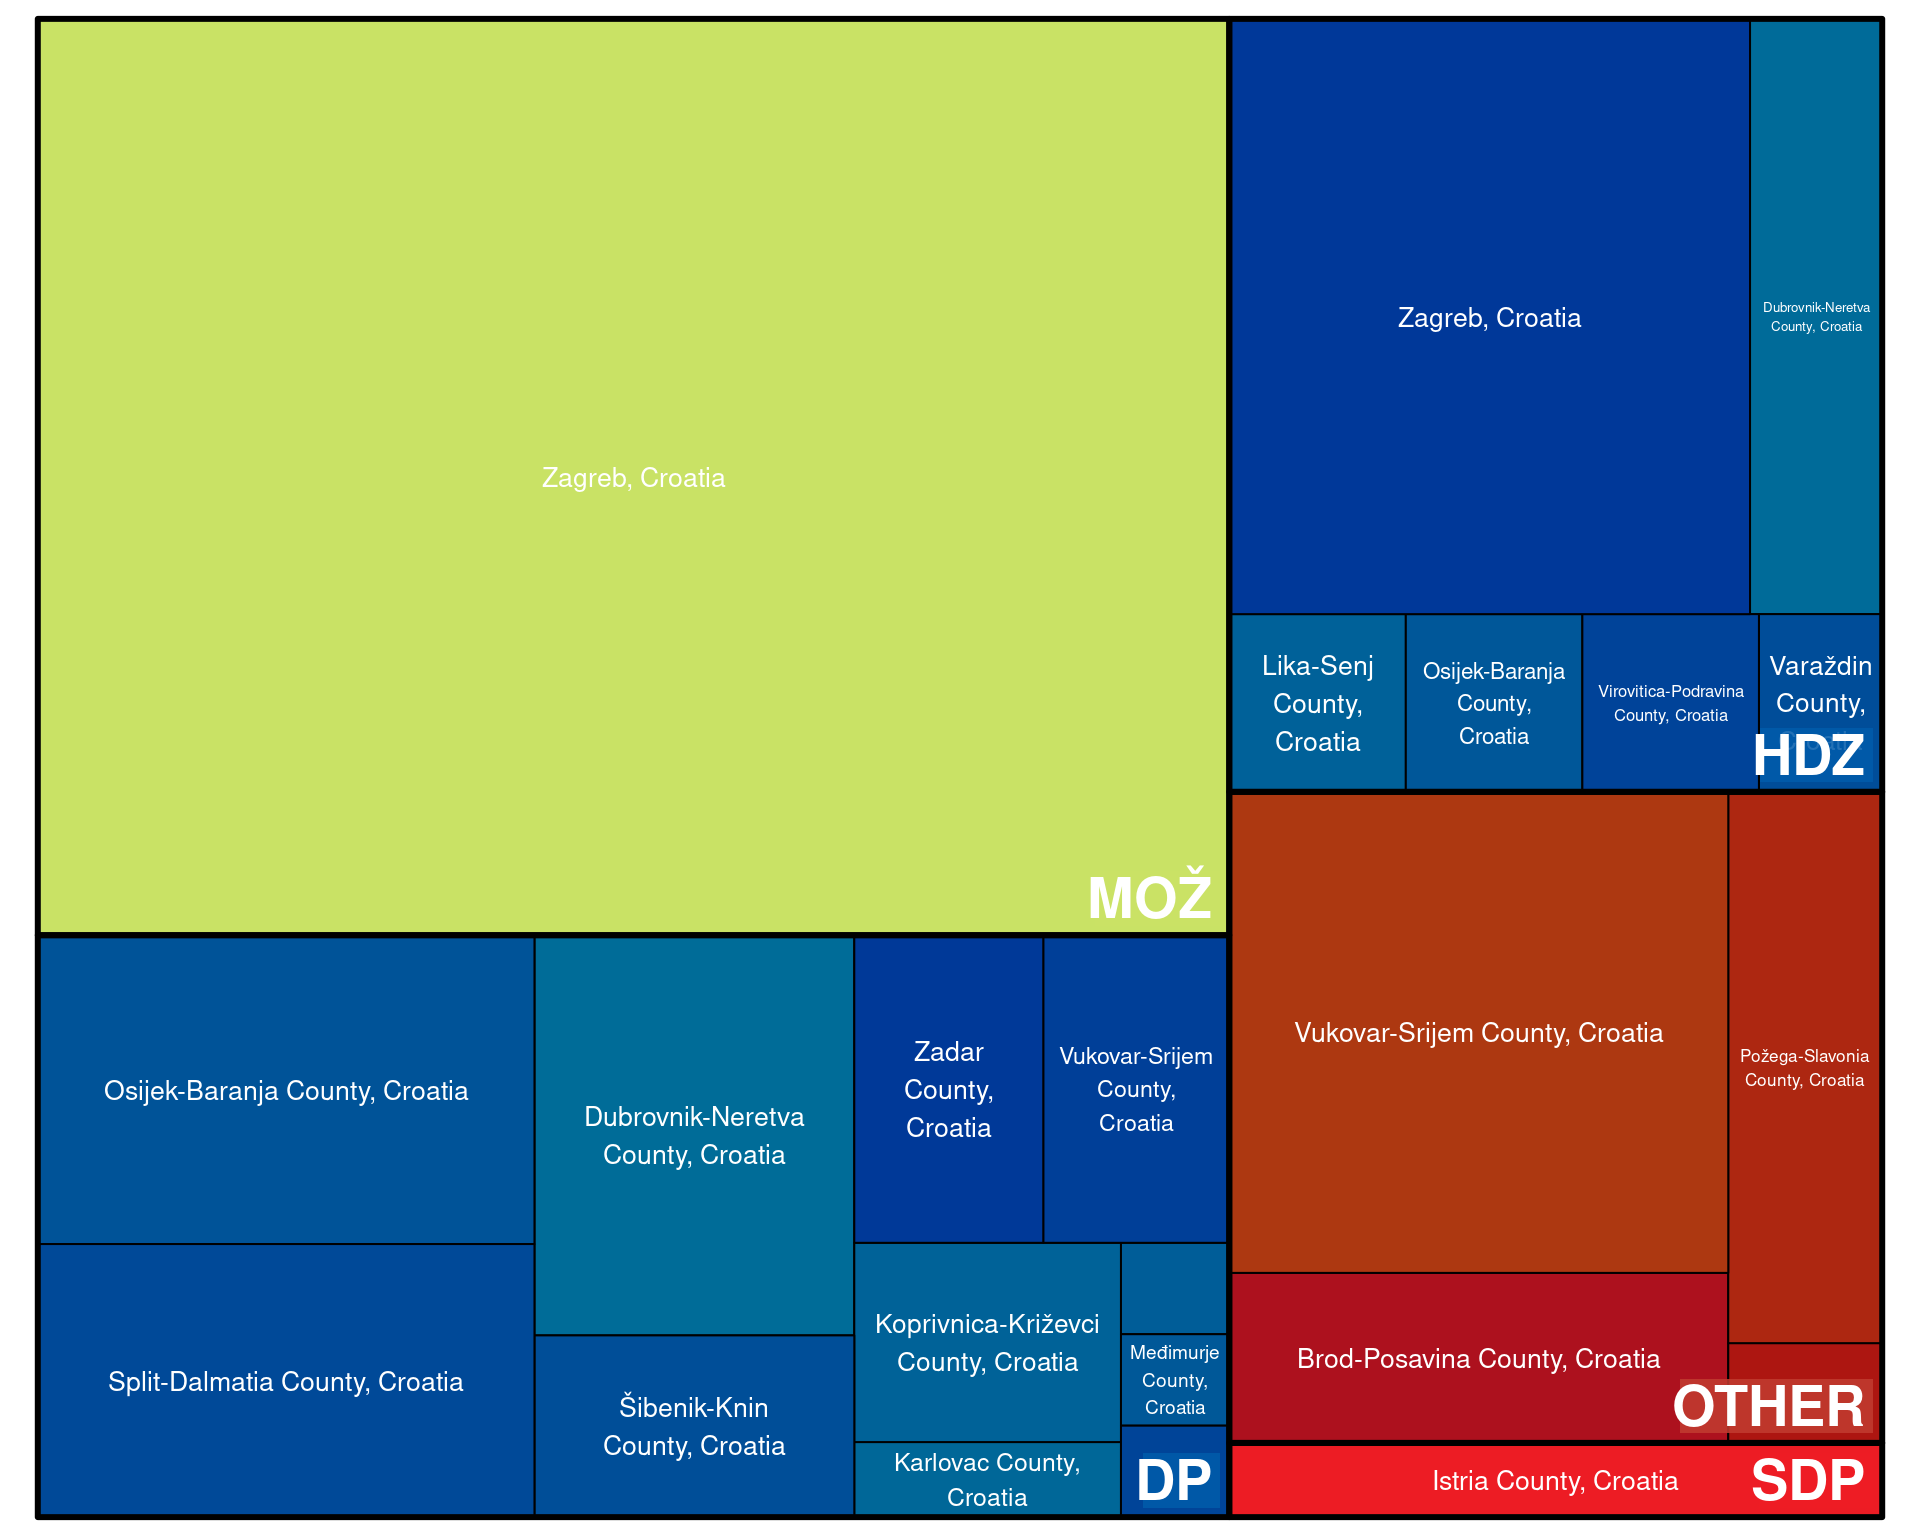 Zagreb, Croatia
MOŽ
Zagreb, Croatia
Dubrovnik-Neretva
County, Croatia
Lika-Senj
County,
Croatia
Osijek-Baranja
County,
Croatia
Virovitica-Podravina
County, Croatia
Varaždin
County,
HDZ
Osijek-Baranja County, Croatia
Split-Dalmatia County, Croatia
Dubrovnik-Neretva
County, Croatia
Šibenik-Knin
County, Croatia
Zadar
County,
Croatia
Vukovar-Srijem
County,
Croatia
Koprivnica-Križevci
County, Croatia
Karlovac County,
Croatia
Međimurje
County,
Croatia
DP
Vukovar-Srijem County, Croatia
Požega-Slavonia
County, Croatia
Brod-Posavina County, Croatia
OTHER
Istria County, Croatia
SDP